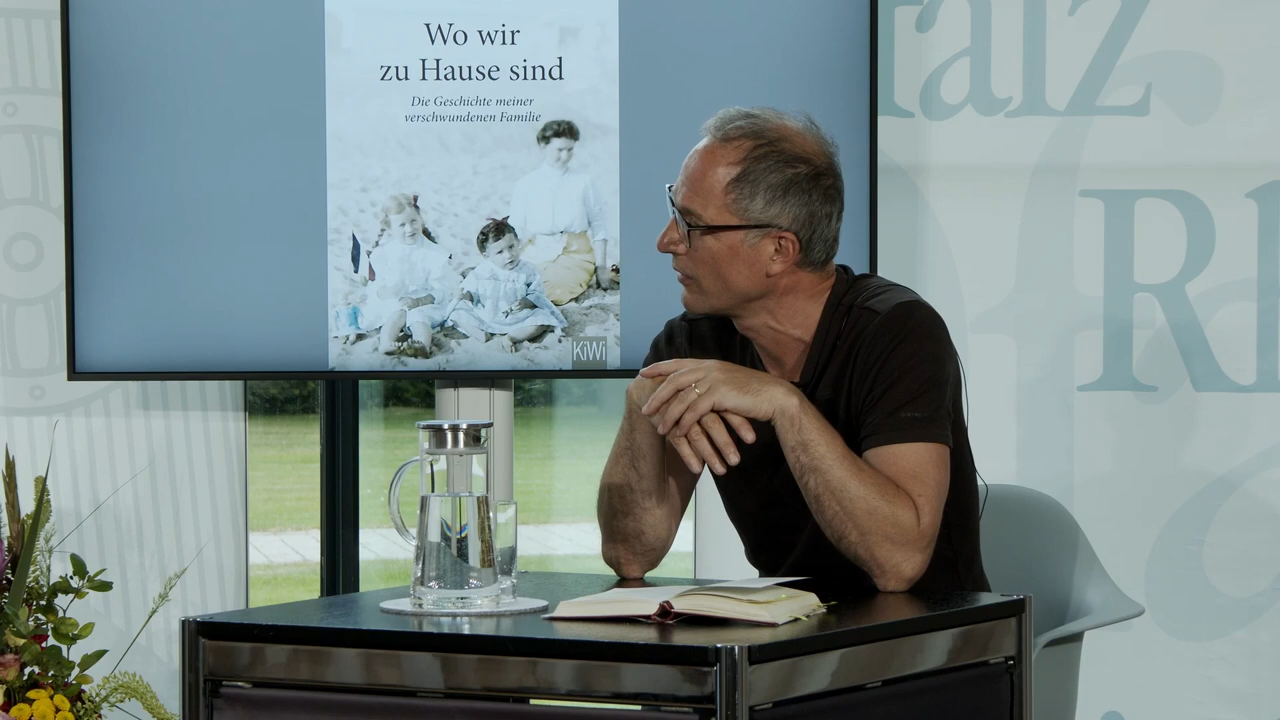 Wo wir
zu Hause sind
Die Geschichte meiner
verschwundenen Familie
KiWi